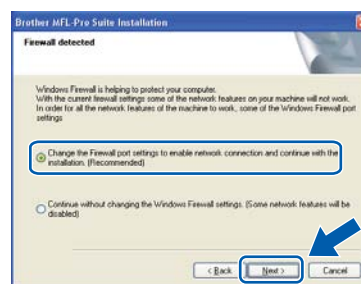 Brother MFL-Pro Suite Installation
Firewall detected
Windows Firewall is helping to protect your computer.
With the current firewall settings some of the network features on your machine will not work.
In order for all the network features of the machine to work, some of the Windows Firewall port
settings
Change the Firewall port settings to enable network connection and continue with the
installation. (Recommended)
Continue without changing the Windows Firewall settings. (Some network features will be
disabled)
< Back
Next >
Cancel